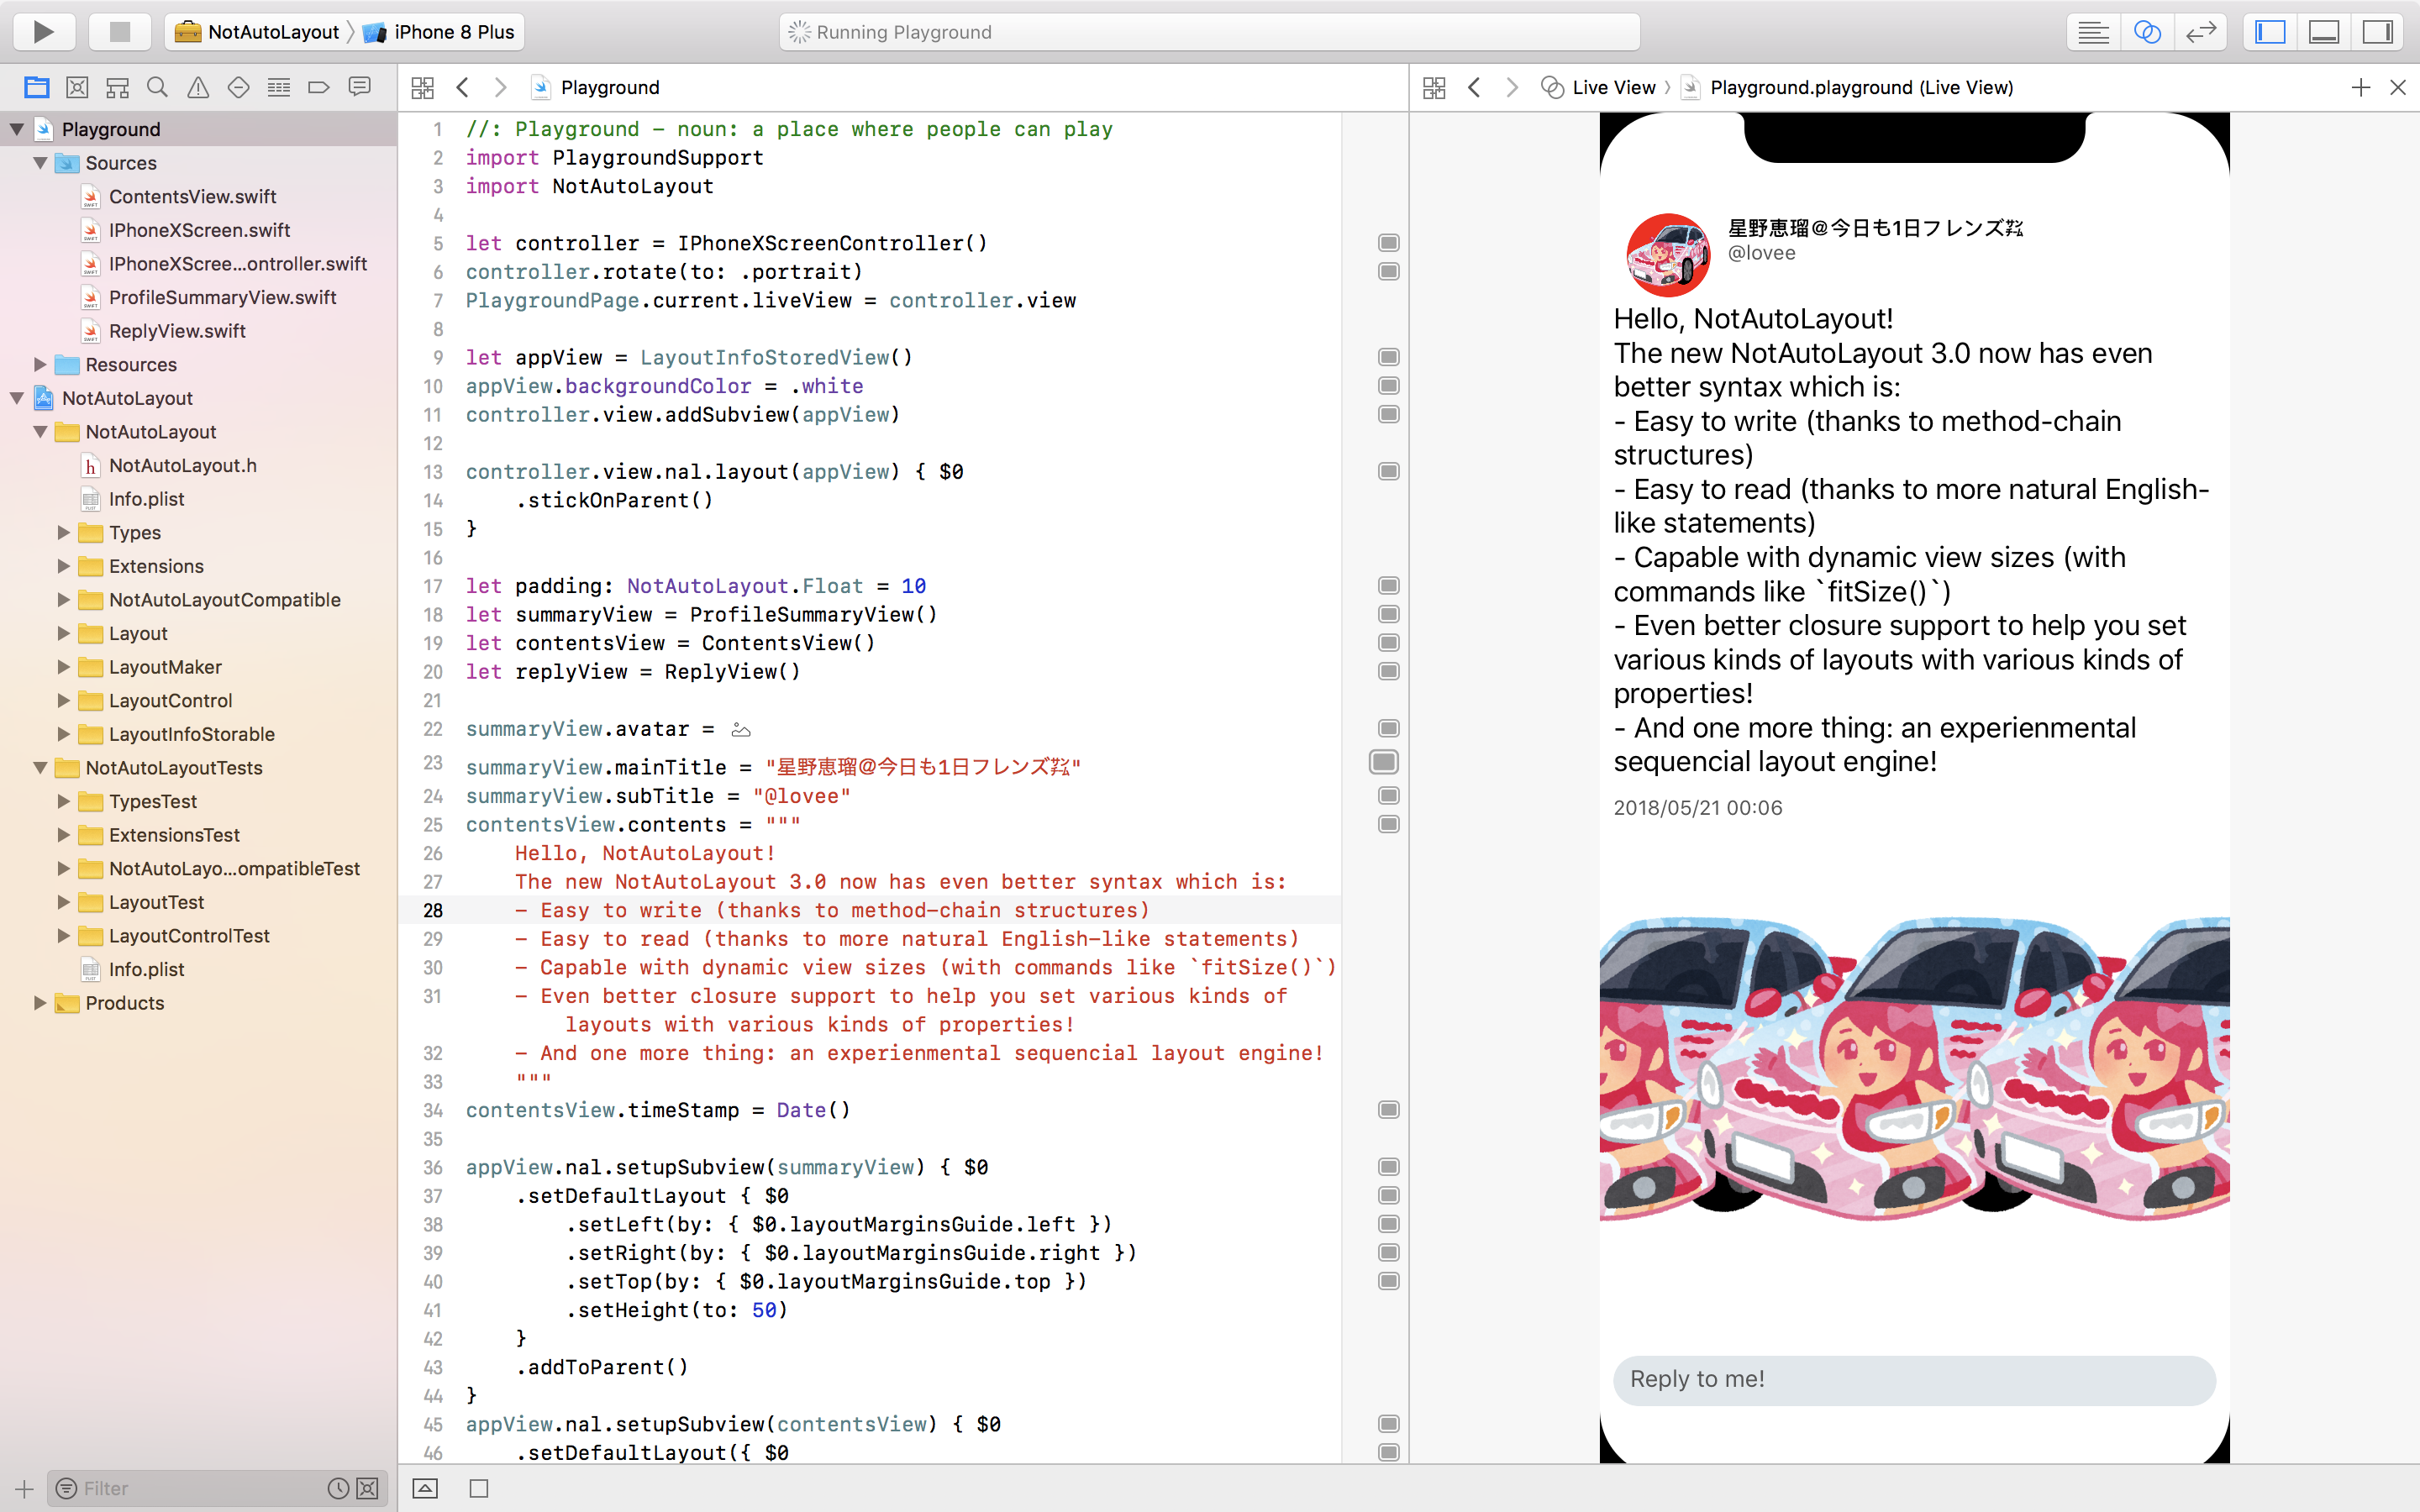 NotAutoLayout 〉 iPhone 8 Plus
Running Playground
Playground
Live View 〉 Playground.playground (Live View)
Playground
Sources
ContentsView.swift
IPhoneXScreen.swift
IPhoneXScree...ontroller.swift
ProfileSummaryView.swift
ReplyView.swift
Resources
NotAutoLayout
NotAutoLayout
NotAutoLayout.h
Info.plist
Types
Extensions
NotAutoLayoutCompatible
Layout
LayoutMaker
LayoutControl
LayoutInfoStorable
NotAutoLayoutTests
TypesTest
ExtensionsTest
NotAutoLayo...ompatibleTest
LayoutTest
LayoutControlTest
Info.plist
Products
Filter
1 //: Playground - noun: a place where people can play
2 import PlaygroundSupport
3 import NotAutoLayout
4
5 let controller = IPhoneXScreenController()
6 controller.rotate(to: .portrait)
7 PlaygroundPage.current.liveView = controller.view
8
9 let appView = LayoutInfoStoredView()
10 appView.backgroundColor = .white
11 controller.view.addSubview(appView)
12
13 controller.view.nal.layout(appView) { $0
14 .stickOnParent()
15 }
16
17 let padding: NotAutoLayout.Float = 10
18 let summaryView = ProfileSummaryView()
19 let contentsView = ContentsView()
20 let replyView = ReplyView()
21
22 summaryView.avatar =
23 summaryView.mainTitle = "星野恵瑠@今日も1日フレンズ㌠"
24 summaryView.subTitle = "@lovee"
25 contentsView.contents = """
26 Hello, NotAutoLayout!
27 The new NotAutoLayout 3.0 now has even better syntax which is:
28 - Easy to write (thanks to method-chain structures)
29 - Easy to read (thanks to more natural English-like statements)
30 - Capable with dynamic view sizes (with commands like `fitSize()`)
31 - Even better closure support to help you set various kinds of
layouts with various kinds of properties!
32 - And one more thing: an experienmental sequencial layout engine!
33 """
34 contentsView.timeStamp = Date()
35
36 appView.nal.setupSubview(summaryView) { $0
37 .setDefaultLayout { $0
38 .setLeft(by: { $0.layoutMarginsGuide.left })
39 .setRight(by: { $0.layoutMarginsGuide.right })
40 .setTop(by: { $0.layoutMarginsGuide.top })
41 .setHeight(to: 50)
42 }
43 .addToParent()
44 }
45 appView.nal.setupSubview(contentsView) { $0
46 .setDefaultLayout({ $0
星野恵瑠@今日も1日フレンズ㌠
@lovee
Hello, NotAutoLayout!
The new NotAutoLayout 3.0 now has even
better syntax which is:
- Easy to write (thanks to method-chain
structures)
- Easy to read (thanks to more natural English-
like statements)
- Capable with dynamic view sizes (with
commands like `fitSize()`)
- Even better closure support to help you set
various kinds of layouts with various kinds of
properties!
- And one more thing: an experienmental
sequencial layout engine!
2018/05/21 00:06
Reply to me!